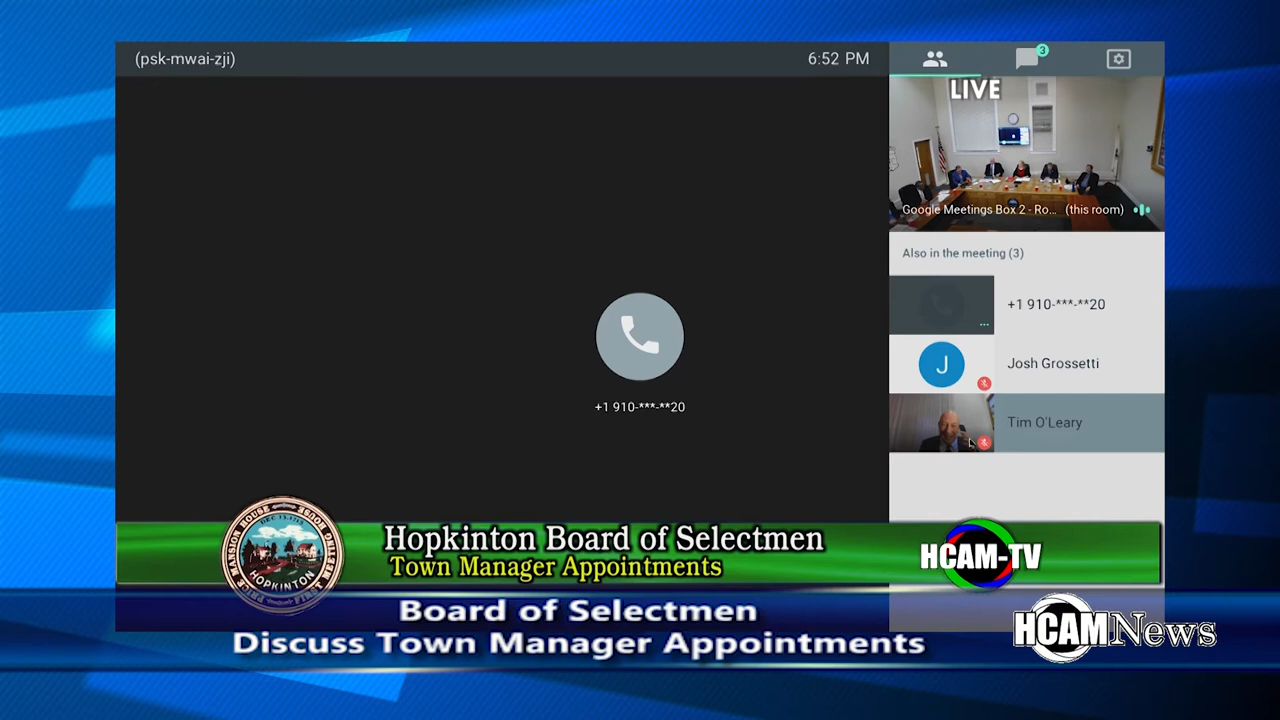 (psk-mwai-zji)
6:52 PM
3
LIVE
Google Meetings Box 2 - Ro... (this room)
Also in the meeting (3)
+1 910-***-**20
J
Josh Grossetti
Tim O'Leary
+1 910-***-**20
Hopkinton Board of Selectmen
Town Manager Appointments
HOPKINTON
HCAM-TV
Board of Selectmen
Discuss Town Manager Appointments
HCAMNews